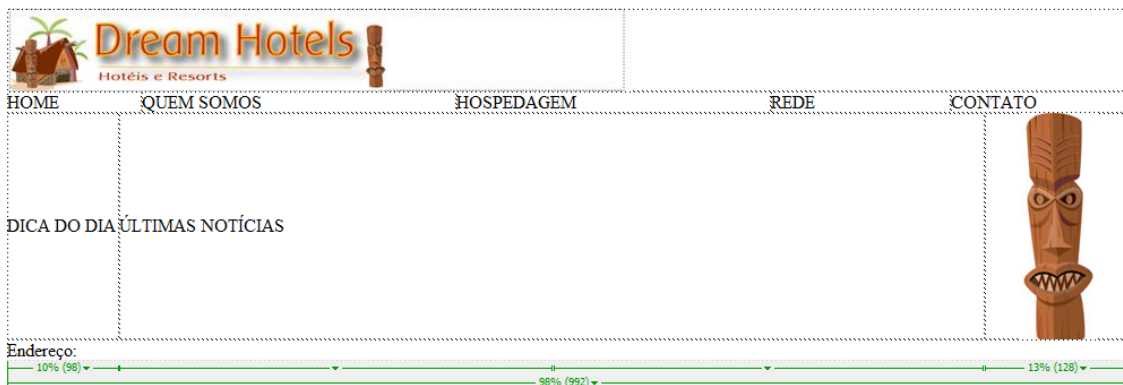 Dream Hotels
Hotéis e Resorts
HOME QUEM SOMOS HOSPEDAGEM REDE CONTATO
DICA DO DIA ÚLTIMAS NOTÍCIAS
Endereço:
10% (98) 13% (128)
98% (992)